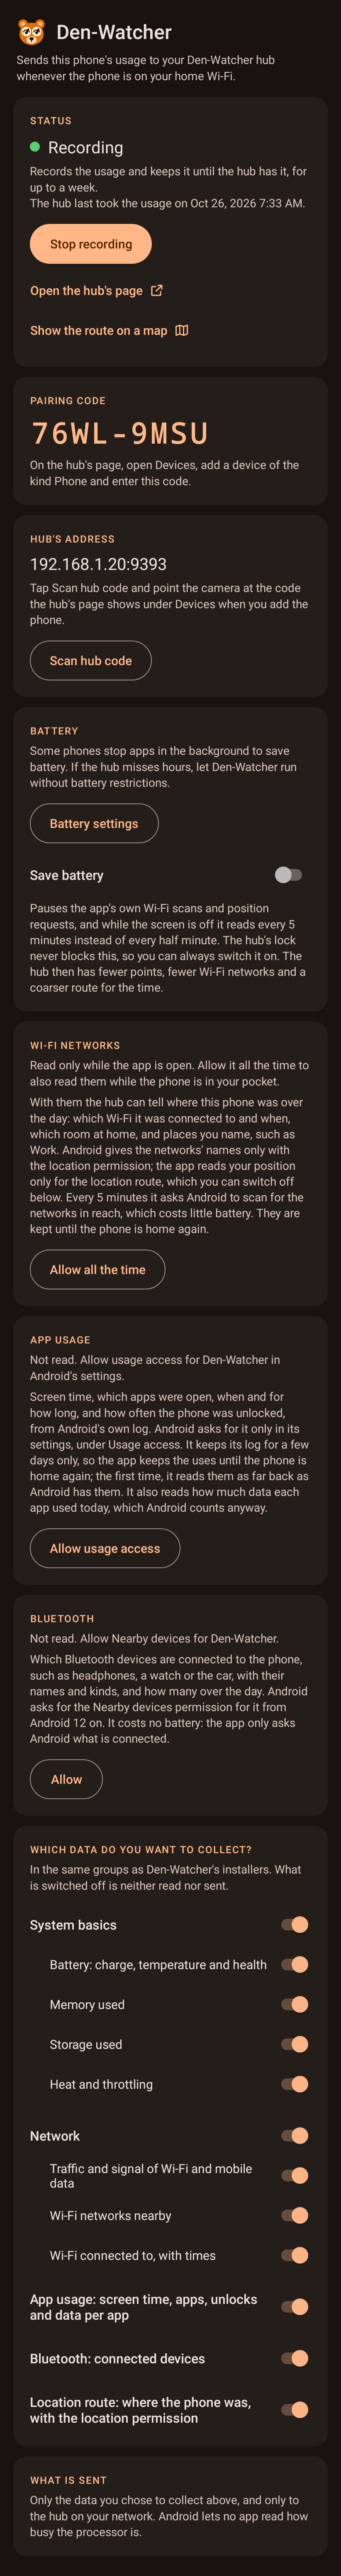 Den-Watcher
Sends this phone's usage to your Den-Watcher hub
whenever the phone is on your home Wi-Fi.
STATUS
Recording
Records the usage and keeps it until the hub has it, for
up to a week.
The hub last took the usage on Oct 26, 2026 7:33 AM.
Stop recording
Open the hub's page
Show the route on a map
PAIRING CODE
76WL-9MSU
On the hub's page, open Devices, add a device of the
kind Phone and enter this code.
HUB'S ADDRESS
192.168.1.20:9393
Tap Scan hub code and point the camera at the code
the hub's page shows under Devices when you add the
phone.
Scan hub code
BATTERY
Some phones stop apps in the background to save
battery. If the hub misses hours, let Den-Watcher run
without battery restrictions.
Battery settings
Save battery
Pauses the app's own Wi-Fi scans and position
requests, and while the screen is off it reads every 5
minutes instead of every half minute. The hub's lock
never blocks this, so you can always switch it on. The
hub then has fewer points, fewer Wi-Fi networks and a
coarser route for the time.
WI-FI NETWORKS
Read only while the app is open. Allow it all the time to
also read them while the phone is in your pocket.
With them the hub can tell where this phone was over
the day: which Wi-Fi it was connected to and when,
which room at home, and places you name, such as
Work. Android gives the networks' names only with
the location permission; the app reads your position
only for the location route, which you can switch off
below. Every 5 minutes it asks Android to scan for the
networks in reach, which costs little battery. They are
kept until the phone is home again.
Allow all the time
APP USAGE
Not read. Allow usage access for Den-Watcher in
Android's settings.
Screen time, which apps were open, when and for
how long, and how often the phone was unlocked,
from Android's own log. Android asks for it only in its
settings, under Usage access. It keeps its log for a few
days only, so the app keeps the uses until the phone is
home again; the first time, it reads them as far back as
Android has them. It also reads how much data each
app used today, which Android counts anyway.
Allow usage access
BLUETOOTH
Not read. Allow Nearby devices for Den-Watcher.
Which Bluetooth devices are connected to the phone,
such as headphones, a watch or the car, with their
names and kinds, and how many over the day. Android
asks for the Nearby devices permission for it from
Android 12 on. It costs no battery: the app only asks
Android what is connected.
Allow
WHICH DATA DO YOU WANT TO COLLECT?
In the same groups as Den-Watcher's installers. What
is switched off is neither read nor sent.
System basics
Battery: charge, temperature and health
Memory used
Storage used
Heat and throttling
Network
Traffic and signal of Wi-Fi and mobile
data
Wi-Fi networks nearby
Wi-Fi connected to, with times
App usage: screen time, apps, unlocks
and data per app
Bluetooth: connected devices
Location route: where the phone was,
with the location permission
WHAT IS SENT
Only the data you chose to collect above, and only to
the hub on your network. Android lets no app read how
busy the processor is.